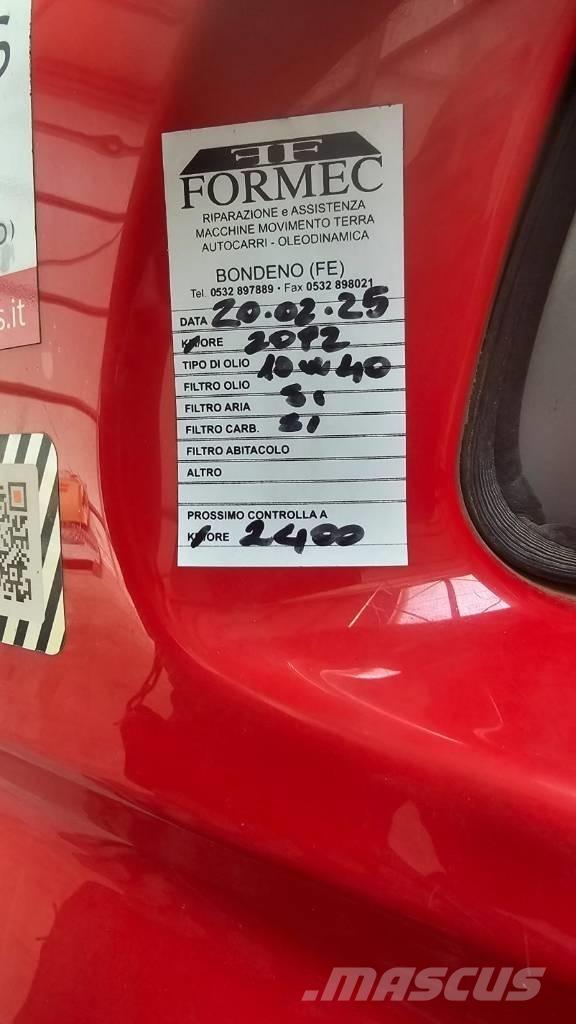 FF
FORMEC
RIPARAZIONE e ASSISTENZA
MACCHINE MOVIMENTO TERRA
AUTOCARRI - OLEODINAMICA
BONDENO (FE)
Tel. 0532 897889 • Fax 0532 898021
DATA 20.02.25
KM/ORE 2072
TIPO DI OLIO 10W40
FILTRO OLIO Si
FILTRO ARIA
FILTRO CARB. Si
FILTRO ABITACOLO
ALTRO
PROSSIMO CONTROLLA A
KM/ORE 2400
s.it
MASCUS